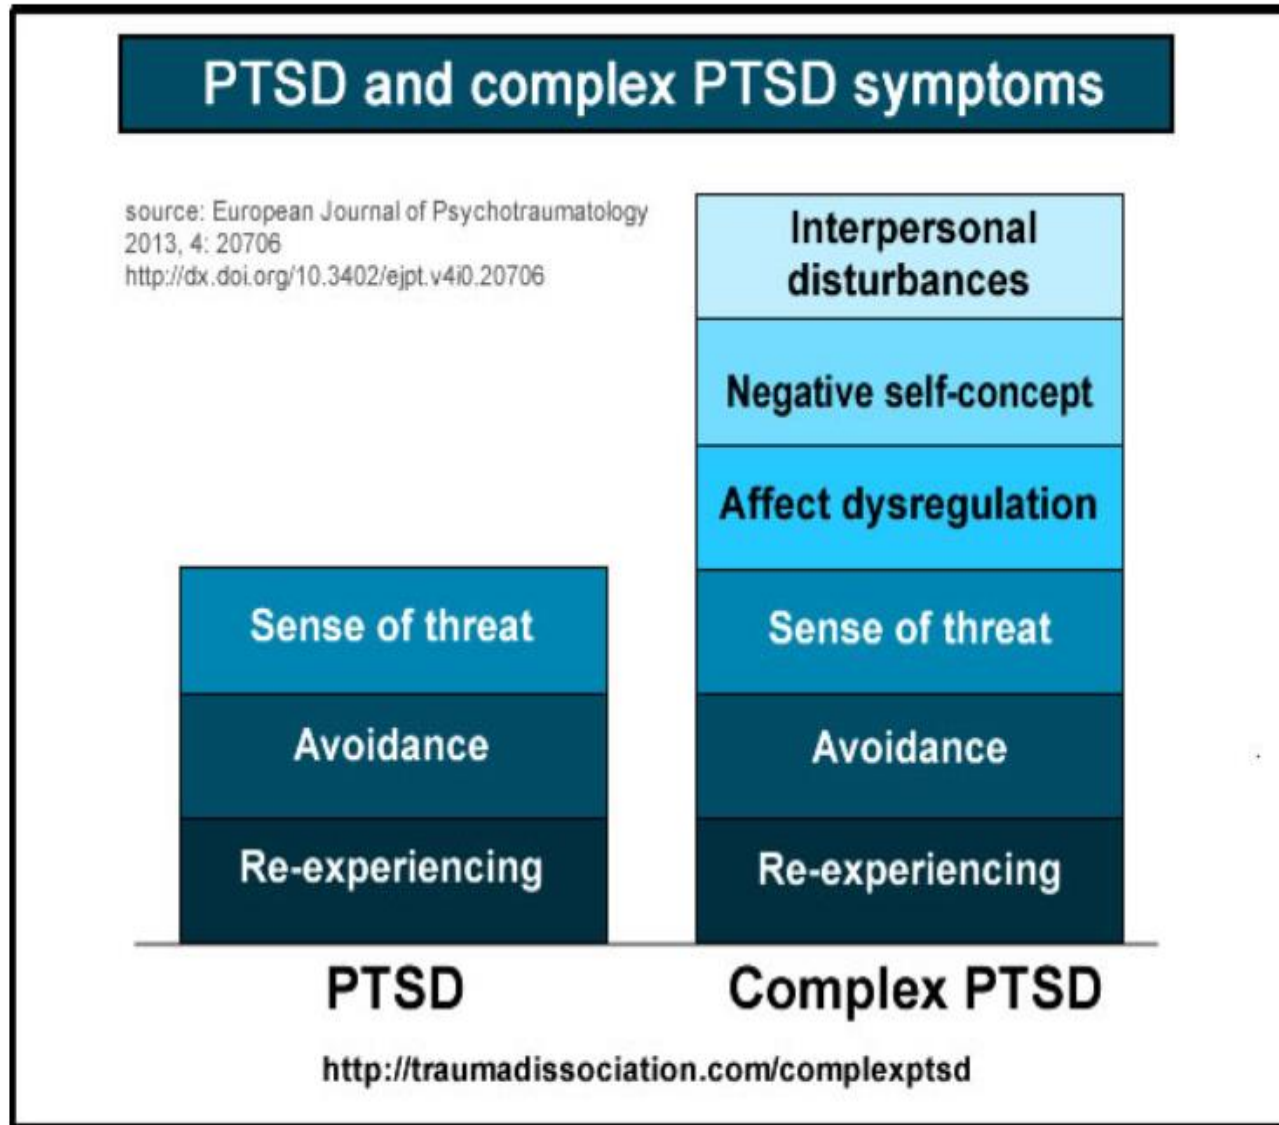 PTSD and complex PTSD symptoms
source: European Journal of Psychotraumatology
2013, 4: 20706
http://dx.doi.org/10.3402/ejpt.v4i0.20706
Interpersonal
disturbances
Negative self-concept
Affect dysregulation
Sense of threat
Sense of threat
Avoidance
Avoidance
Re-experiencing
Re-experiencing
PTSD
Complex PTSD
http://traumadissociation.com/complexptsd